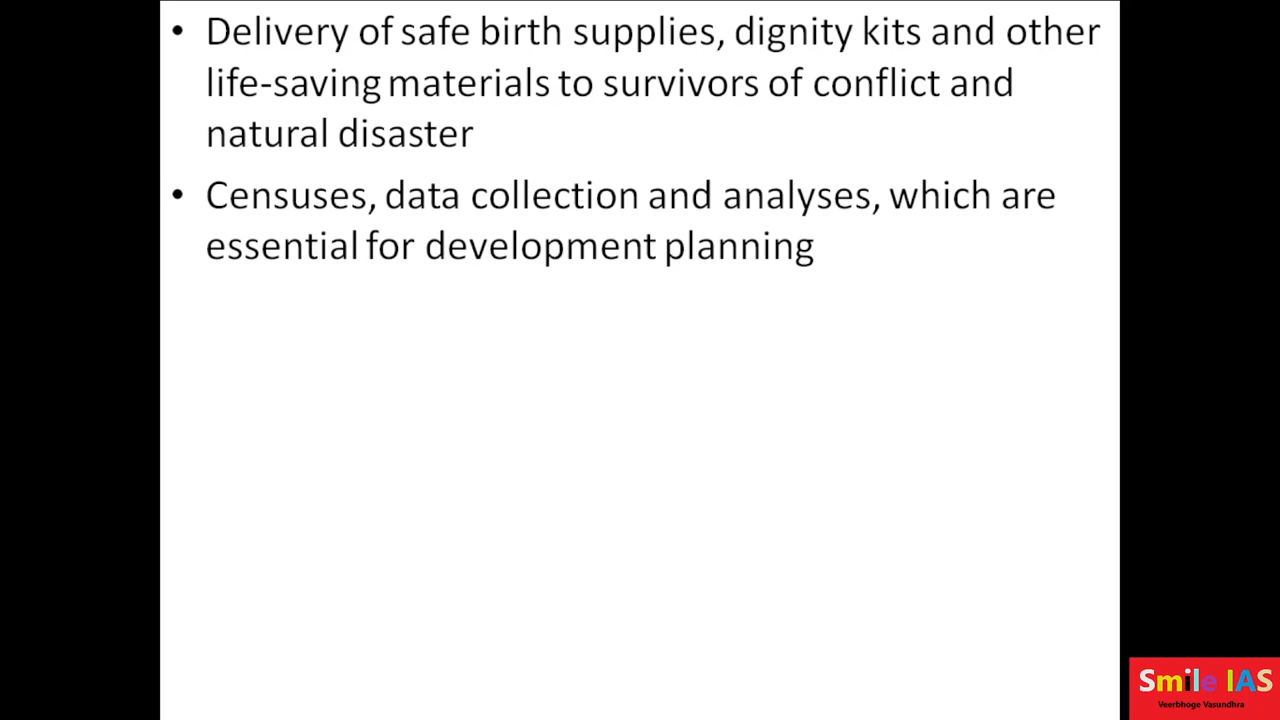 • Delivery of safe birth supplies, dignity kits and other
life-saving materials to survivors of conflict and
natural disaster
• Censuses, data collection and analyses, which are
essential for development planning
Smile IAS
Veerbhoge Vasundhra